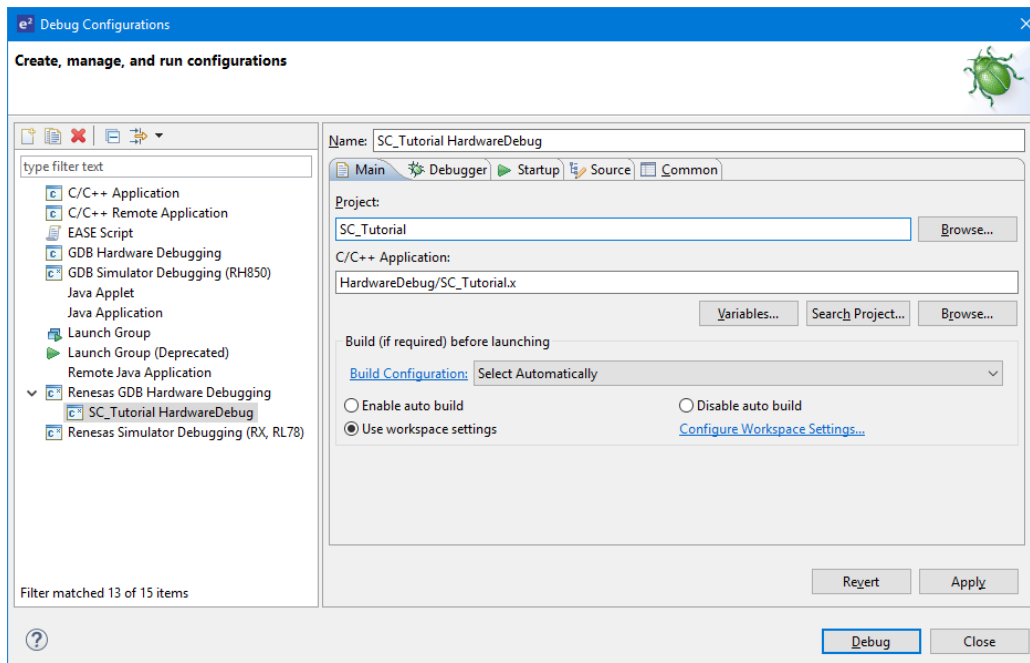 e² Debug Configurations
Create, manage, and run configurations
type filter text
C/C++ Application
C/C++ Remote Application
EASE Script
GDB Hardware Debugging
GDB Simulator Debugging (RH850)
Java Applet
Java Application
Launch Group
Launch Group (Deprecated)
Remote Java Application
Renesas GDB Hardware Debugging
SC_Tutorial HardwareDebug
Renesas Simulator Debugging (RX, RL78)
Filter matched 13 of 15 items
Name: SC_Tutorial HardwareDebug
Main Debugger Startup Source Common
Project:
SC_Tutorial Browse...
C/C++ Application:
HardwareDebug/SC_Tutorial.x
Variables... Search Project... Browse...
Build (if required) before launching
Build Configuration: Select Automatically
Enable auto build Disable auto build
Use workspace settings Configure Workspace Settings...
Revert Apply
? Debug Close